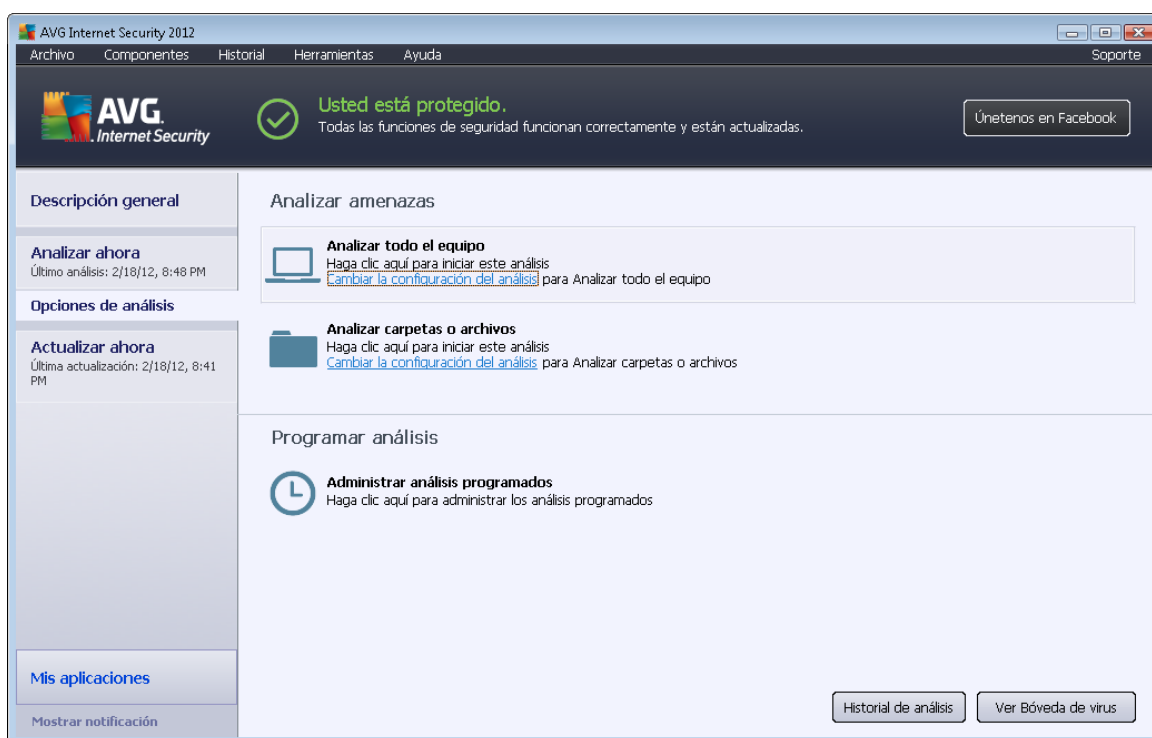 AVG Internet Security 2012
Archivo Componentes Historial Herramientas Ayuda Soporte
AVG.
Internet Security
Usted está protegido.
Todas las funciones de seguridad funcionan correctamente y están actualizadas.
Únetenos en Facebook
Descripción general
Analizar ahora
Último análisis: 2/18/12, 8:48 PM
Opciones de análisis
Actualizar ahora
Última actualización: 2/18/12, 8:41
PM
Mis aplicaciones
Mostrar notificación
Analizar amenazas
Analizar todo el equipo
Haga clic aquí para iniciar este análisis
Cambiar la configuración del análisis para Analizar todo el equipo
Analizar carpetas o archivos
Haga clic aquí para iniciar este análisis
Cambiar la configuración del análisis para Analizar carpetas o archivos
Programar análisis
Administrar análisis programados
Haga clic aquí para administrar los análisis programados
Historial de análisis
Ver Bóveda de virus